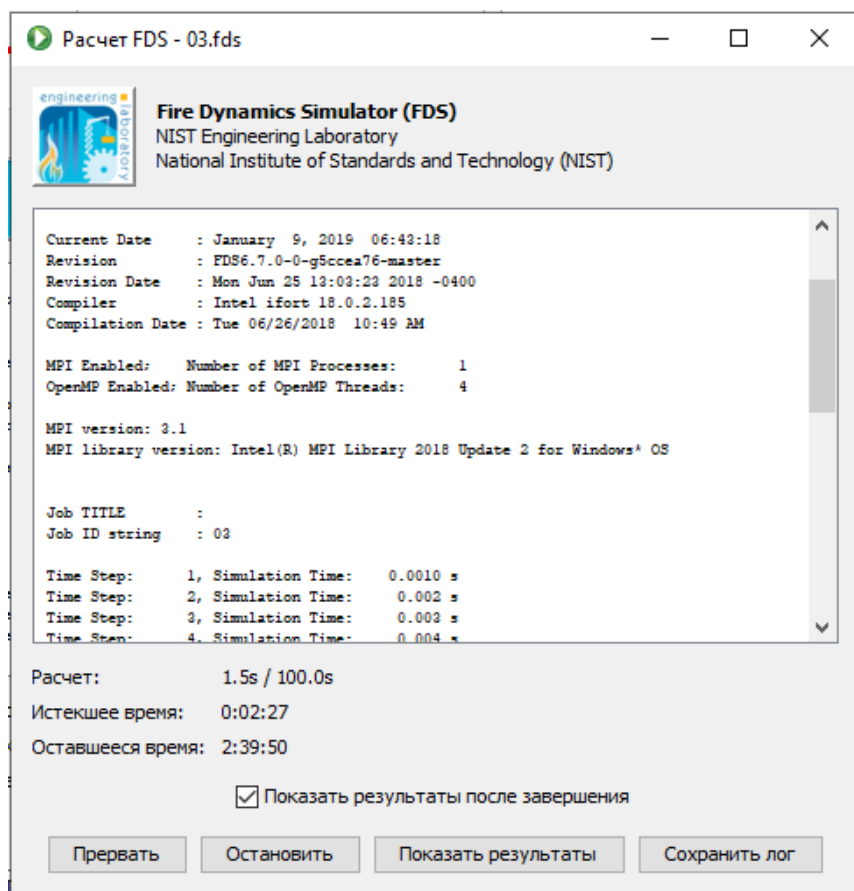 Расчет FDS - 03.fds
engineering
laboratory
Fire Dynamics Simulator (FDS)
NIST Engineering Laboratory
National Institute of Standards and Technology (NIST)
Current Date : January 9, 2019 06:43:18
Revision : FDS6.7.0-0-g5ccea76-master
Revision Date : Mon Jun 25 13:03:23 2018 -0400
Compiler : Intel ifort 18.0.2.185
Compilation Date : Tue 06/26/2018 10:49 AM
MPI Enabled; Number of MPI Processes: 1
OpenMP Enabled; Number of OpenMP Threads: 4
MPI version: 3.1
MPI library version: Intel(R) MPI Library 2018 Update 2 for Windows* OS
Job TITLE :
Job ID string : 03
Time Step: 1, Simulation Time: 0.0010 s
Time Step: 2, Simulation Time: 0.002 s
Time Step: 3, Simulation Time: 0.003 s
Time Step: 4, Simulation Time: 0.004 s
Расчет: 1.5s / 100.0s
Истекшее время: 0:02:27
Оставшееся время: 2:39:50
Показать результаты после завершения
Прервать Остановить Показать результаты Сохранить лог